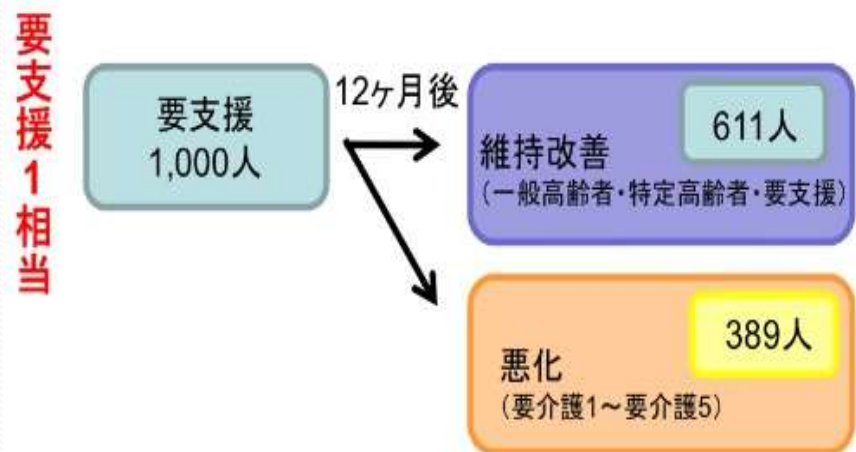 要支援1相当
要支援
1,000人
12ヶ月後
611人
維持改善
(一般高齢者・特定高齢者・要支援)
389人
悪化
(要介護1～要介護5)